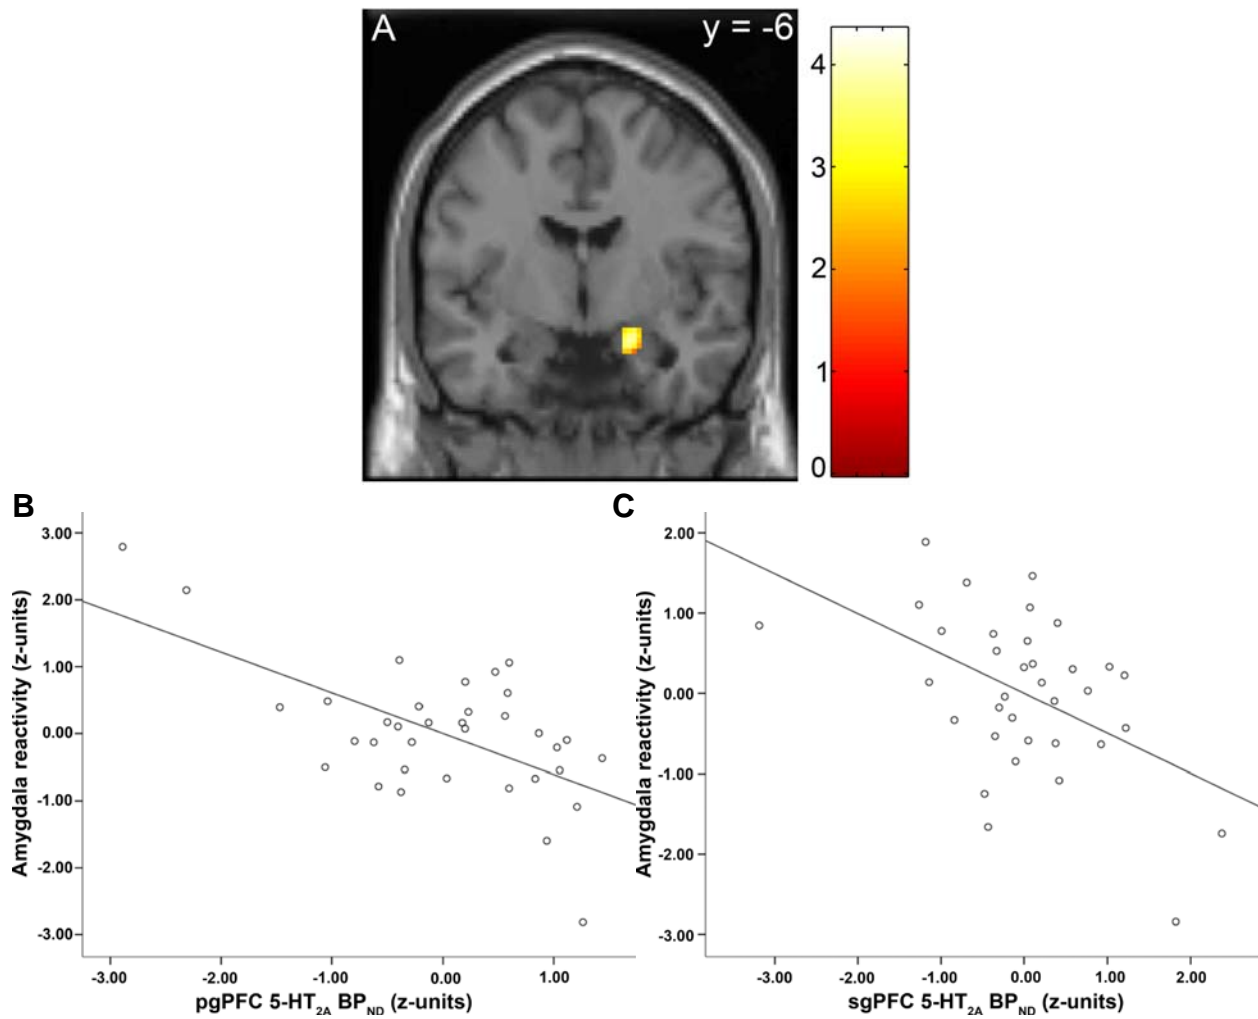 A
y = -6
4
3
2
1
0
B
3.00
2.00
1.00
0.00
-1.00
-2.00
-3.00
Amygdala reactivity (z-units)
-3.00 -2.00 -1.00 0.00 1.00
pgPFC 5-HT2A BPND (z-units)
C
2.00
1.00
0.00
-1.00
-2.00
-3.00
Amygdala reactivity (z-units)
-3.00 -2.00 -1.00 0.00 1.00 2.00
sgPFC 5-HT2A BPND (z-units)